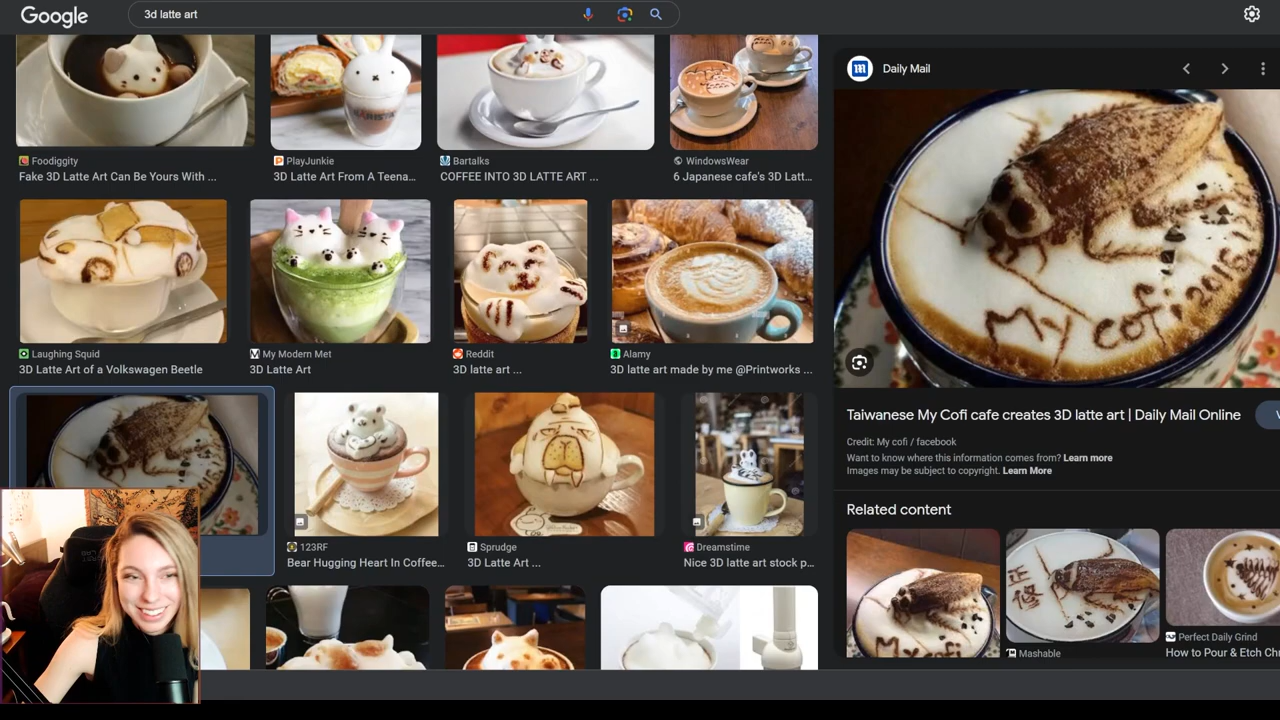 Google
3d latte art
Foodiggity
Fake 3D Latte Art Can Be Yours With ...
PlayJunkie
3D Latte Art From A Teena...
Bartalks
COFFEE INTO 3D LATTE ART ...
WindowsWear
6 Japanese cafe's 3D Latt...
Laughing Squid
3D Latte Art of a Volkswagen Beetle
My Modern Met
3D Latte Art
Reddit
3D latte art ...
Alamy
3D latte art made by me @Printworks ...
123RF
Bear Hugging Heart In Coffee...
Sprudge
3D Latte Art ...
Dreamstime
Nice 3D latte art stock p...
Daily Mail
My cofi 2015
Taiwanese My Cofi cafe creates 3D latte art | Daily Mail Online
Credit: My cofi / facebook
Want to know where this information comes from? Learn more
Images may be subject to copyright. Learn More
Related content
My cofi
Mashable
Perfect Daily Grind
How to Pour & Etch Ch